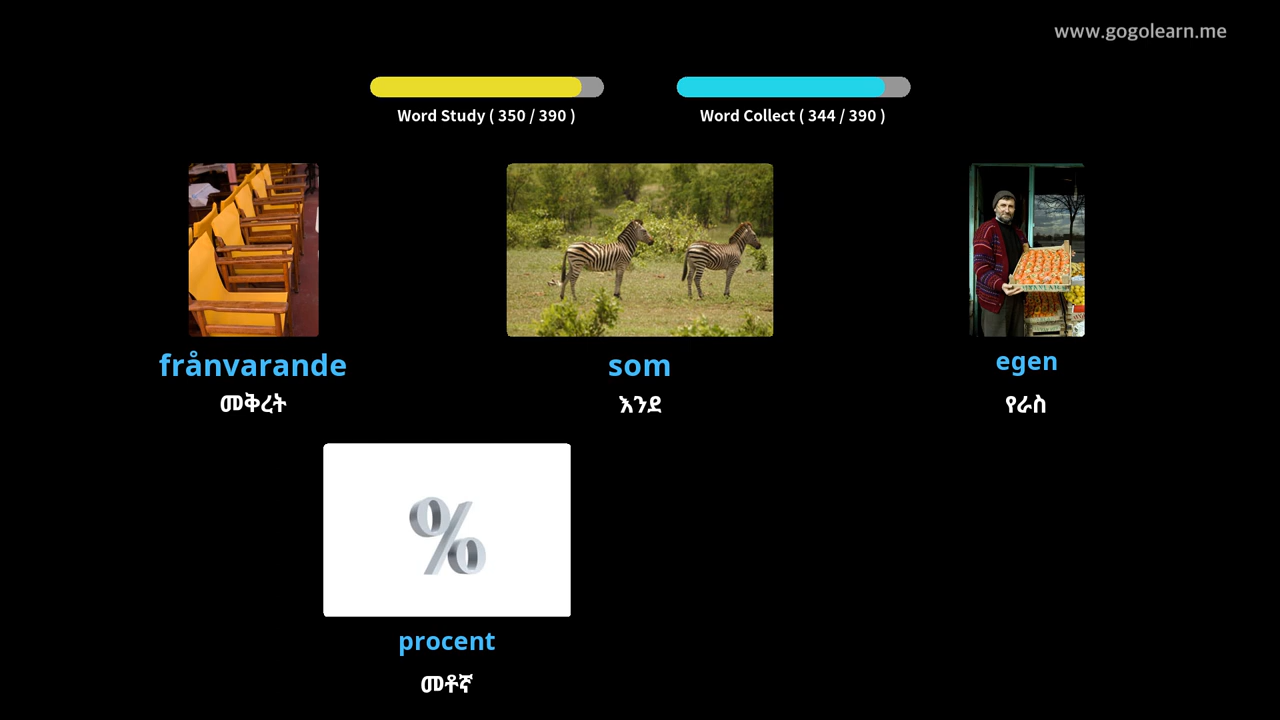 www.gogolearn.me
Word Study ( 350 / 390 )
Word Collect ( 344 / 390 )
frånvarande
som
egen
መቅረት
እንደ
የራስ
procent
መቶኛ